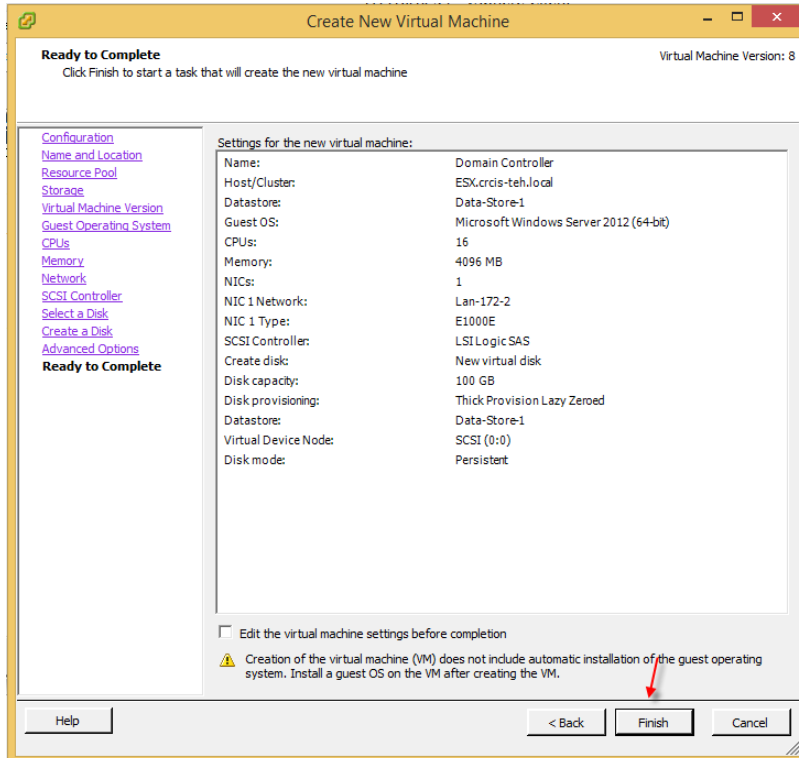 Create New Virtual Machine
Ready to Complete
Click Finish to start a task that will create the new virtual machine
Virtual Machine Version: 8
Configuration
Name and Location
Resource Pool
Storage
Virtual Machine Version
Guest Operating System
CPUs
Memory
Network
SCSI Controller
Select a Disk
Create a Disk
Advanced Options
Ready to Complete
Settings for the new virtual machine:
Name: Domain Controller
Host/Cluster: ESX.crcis-teh.local
Datastore: Data-Store-1
Guest OS: Microsoft Windows Server 2012 (64-bit)
CPUs: 16
Memory: 4096 MB
NICs: 1
NIC 1 Network: Lan-172-2
NIC 1 Type: E1000E
SCSI Controller: LSI Logic SAS
Create disk: New virtual disk
Disk capacity: 100 GB
Disk provisioning: Thick Provision Lazy Zeroed
Datastore: Data-Store-1
Virtual Device Node: SCSI (0:0)
Disk mode: Persistent
Edit the virtual machine settings before completion
Creation of the virtual machine (VM) does not include automatic installation of the guest operating
system. Install a guest OS on the VM after creating the VM.
Help
< Back
Finish
Cancel